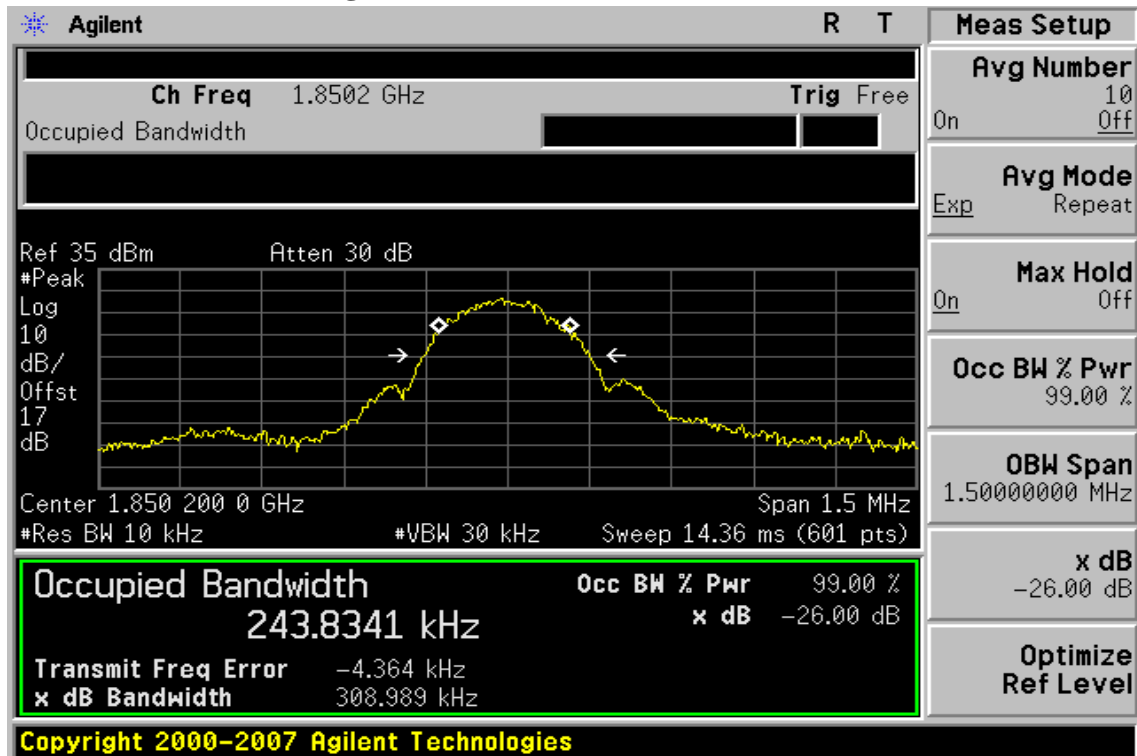 Agilent R T
Meas Setup
Ch Freq 1.8502 GHz Trig Free
Occupied Bandwidth
Ref 35 dBm Atten 30 dB
#Peak
Log
10
dB/
Offst
17
dB
Center 1.850 200 0 GHz Span 1.5 MHz
#Res BW 10 kHz #VBW 30 kHz Sweep 14.36 ms (601 pts)
Occupied Bandwidth Occ BW % Pwr 99.00 %
243.8341 kHz x dB -26.00 dB
Transmit Freq Error -4.364 kHz
x dB Bandwidth 308.989 kHz
Avg Number
10
On Off
Avg Mode
Exp Repeat
Max Hold
On Off
Occ BW % Pwr
99.00 %
OBW Span
1.50000000 MHz
x dB
-26.00 dB
Optimize
Ref Level
Copyright 2000-2007 Agilent Technologies